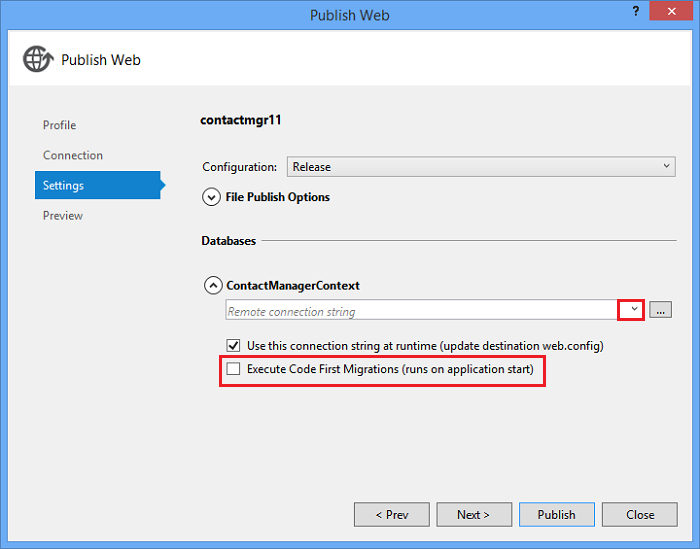 Publish Web
?
Publish Web
Profile
Connection
Settings
Preview
contactmgr11
Configuration: Release
File Publish Options
Databases
ContactManagerContext
Remote connection string
...
Use this connection string at runtime (update destination web.config)
Execute Code First Migrations (runs on application start)
< Prev Next > Publish Close